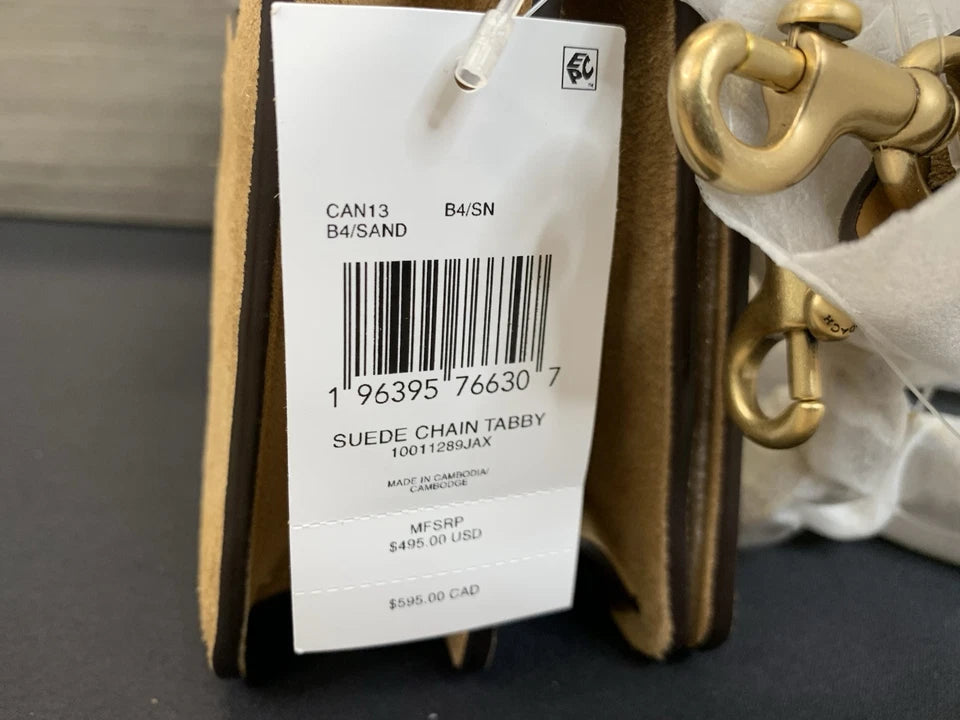 EPC
CAN13 B4/SN
B4/SAND
1 96395 76630 7
SUEDE CHAIN TABBY
10011289JAX
MADE IN CAMBODIA/
CAMBODGE
MFSRP
$495.00 USD
$595.00 CAD